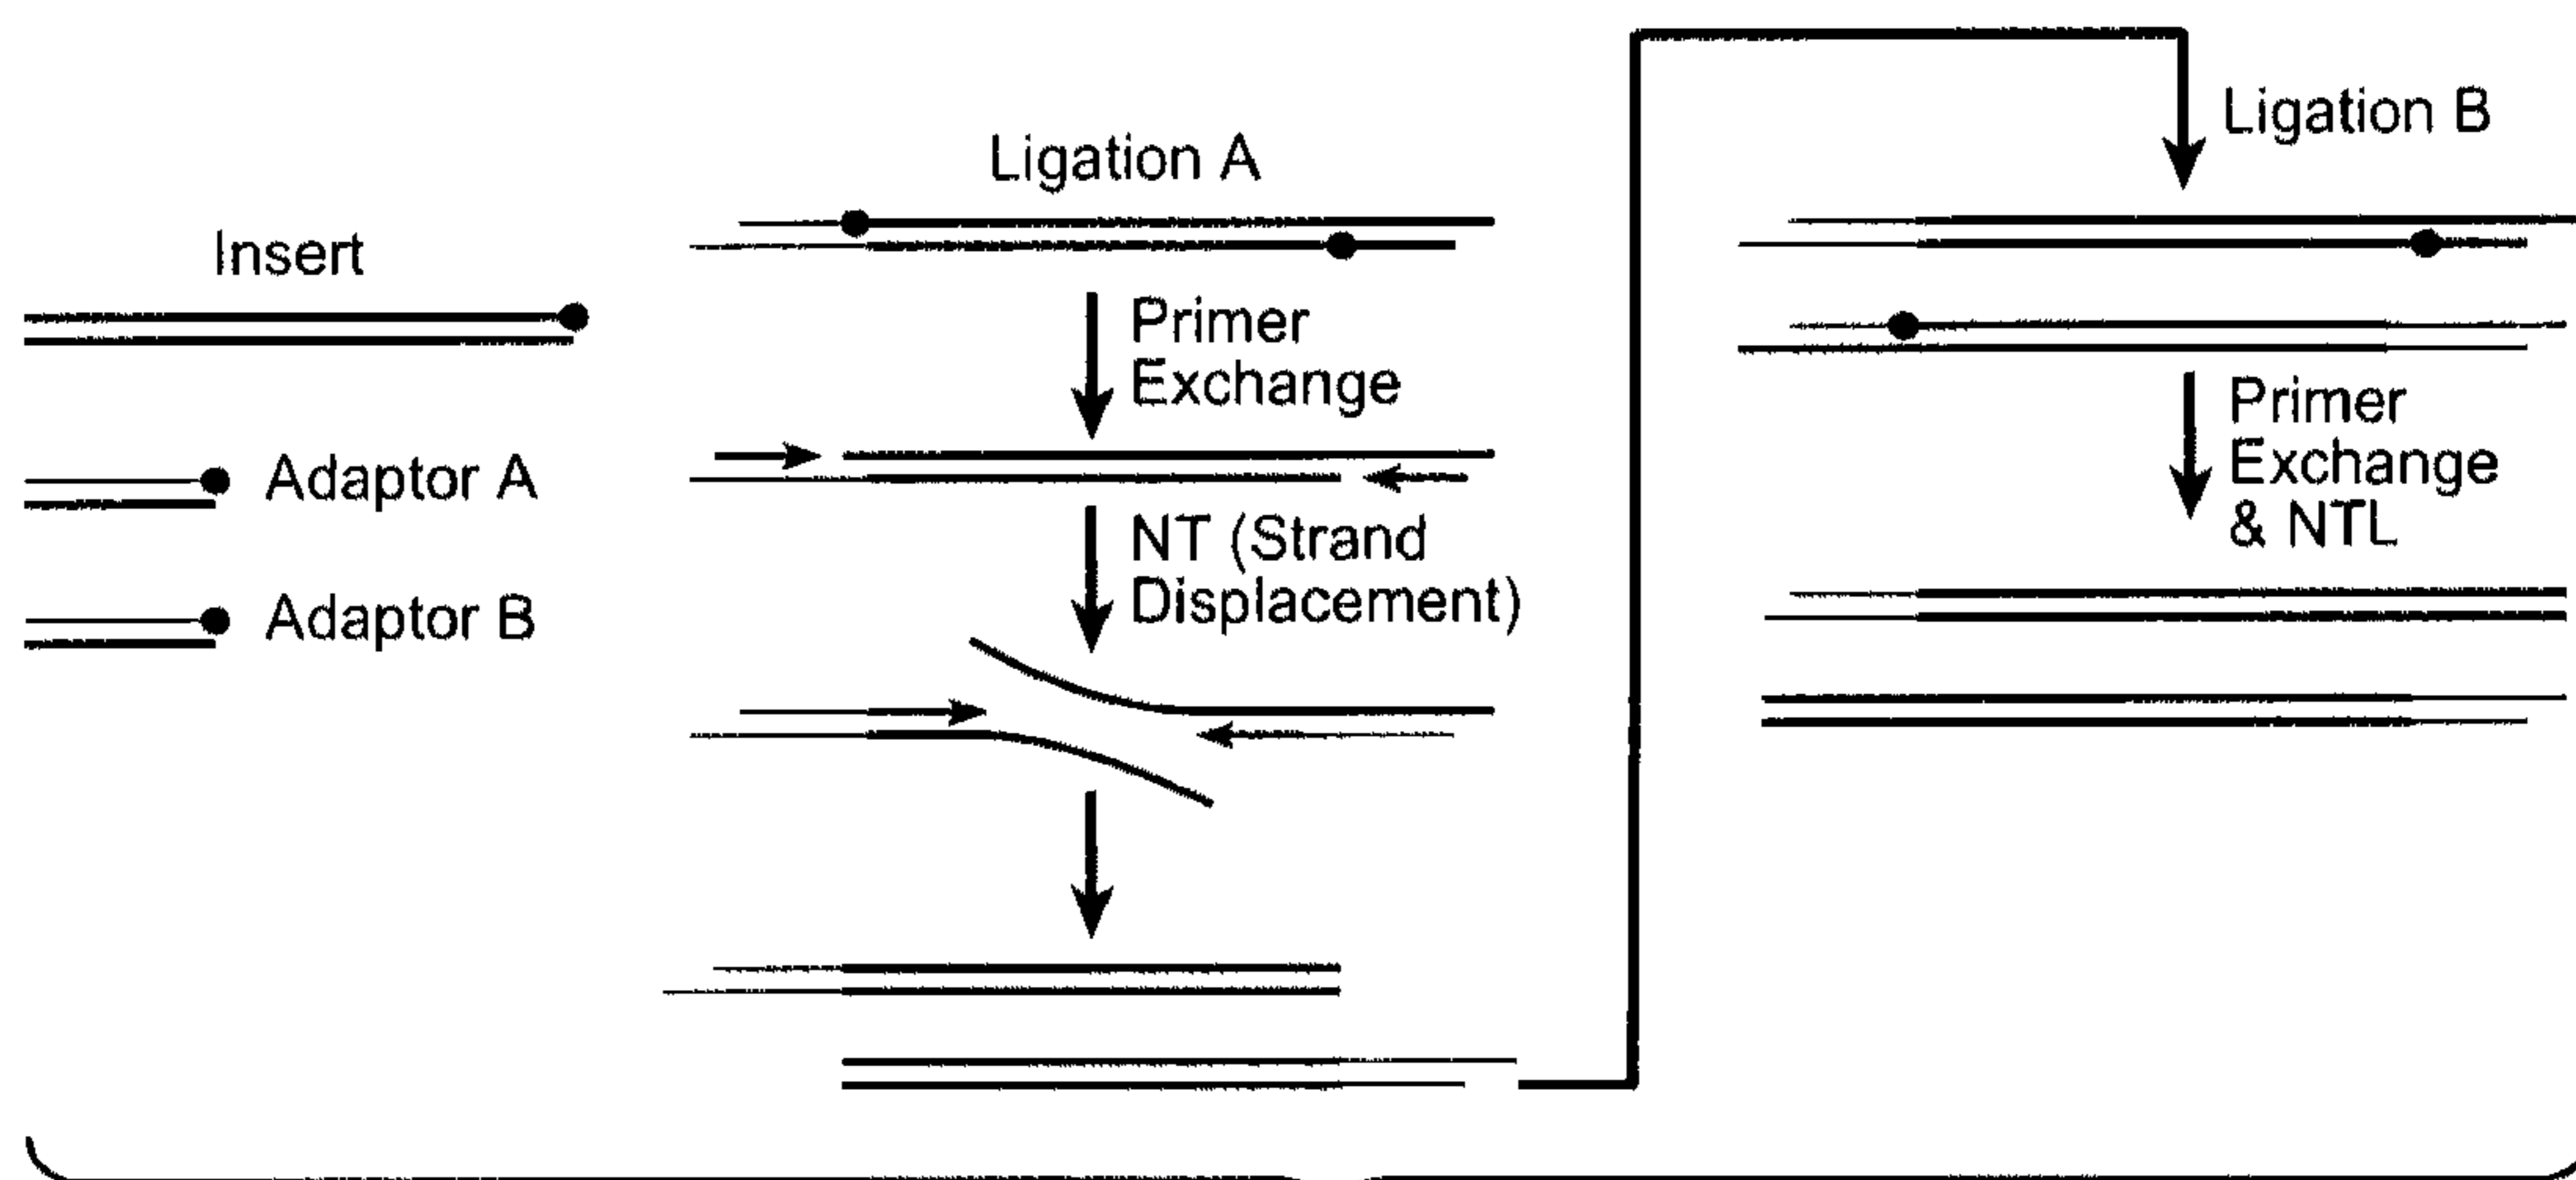 Insert
Adaptor A
Adaptor B
Ligation A
Primer
Exchange
NT (Strand
Displacement)
Ligation B
Primer
Exchange
& NTL